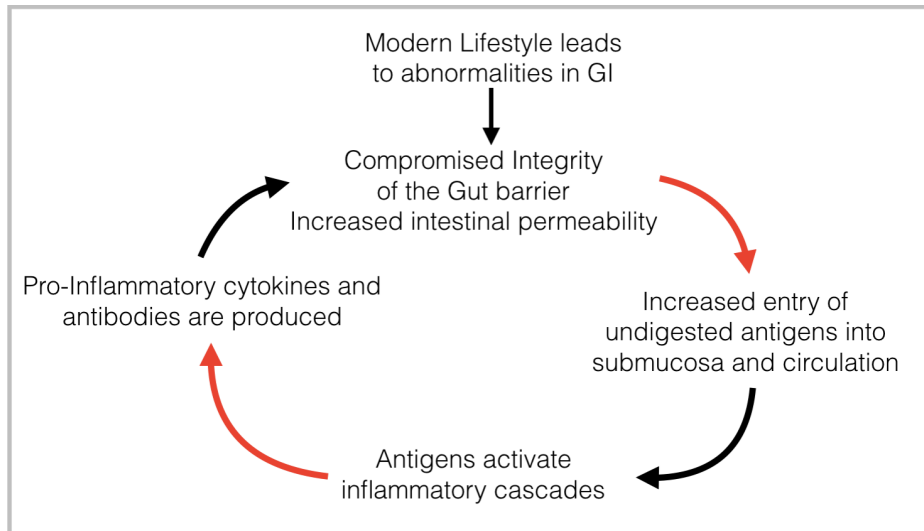 Modern Lifestyle leads
to abnormalities in GI
Compromised Integrity
of the Gut barrier
Increased intestinal permeability
Increased entry of
undigested antigens into
submucosa and circulation
Antigens activate
inflammatory cascades
Pro-Inflammatory cytokines and
antibodies are produced